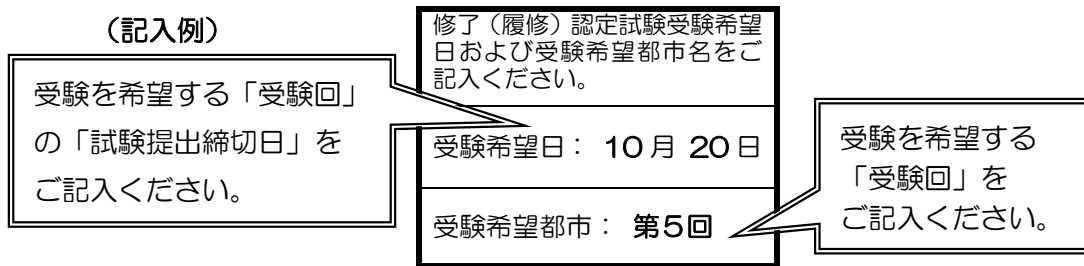 （記入例）
受験を希望する「受験回」
の「試験提出締切日」を
ご記入ください。
修了（履修）認定試験受験希望
日および受験希望都市名をご
記入ください。
受験希望日： 10月 20日
受験希望都市： 第5回
受験を希望する
「受験回」を
ご記入ください。